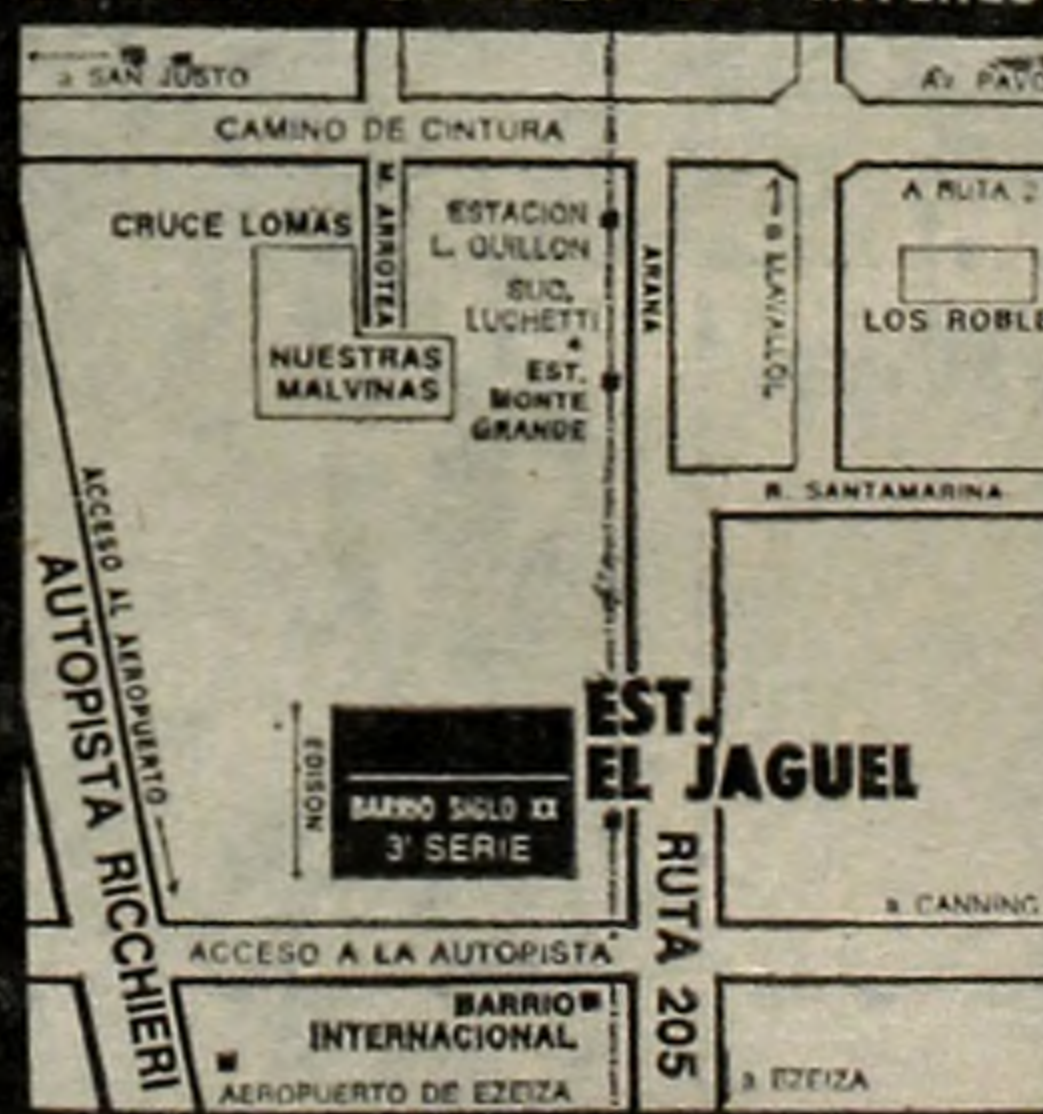 a SAN JUSTO
CAMINO DE CINTURA
M. ARROTEA
CRUCE LOMAS
ESTACION
L. GUILLON
SUC.
LUCHETTI
EST.
MONTE
GRANDE
NUESTRAS
MALVINAS
ARANA
a LLAVALLOL
A RUTA 2
LOS ROBLE
R. SANTAMARINA
ACCESO AL AEROPUERTO
AUTOPISTA RICCHIERI
EST.
EL JAGUEL
EDISON
BARRIO SIGLO XX
3' SERIE
RUTA 205
a CANNING
ACCESO A LA AUTOPISTA
BARRIO
INTERNACIONAL
AEROPUERTO DE EZEIZA
a EZEIZA